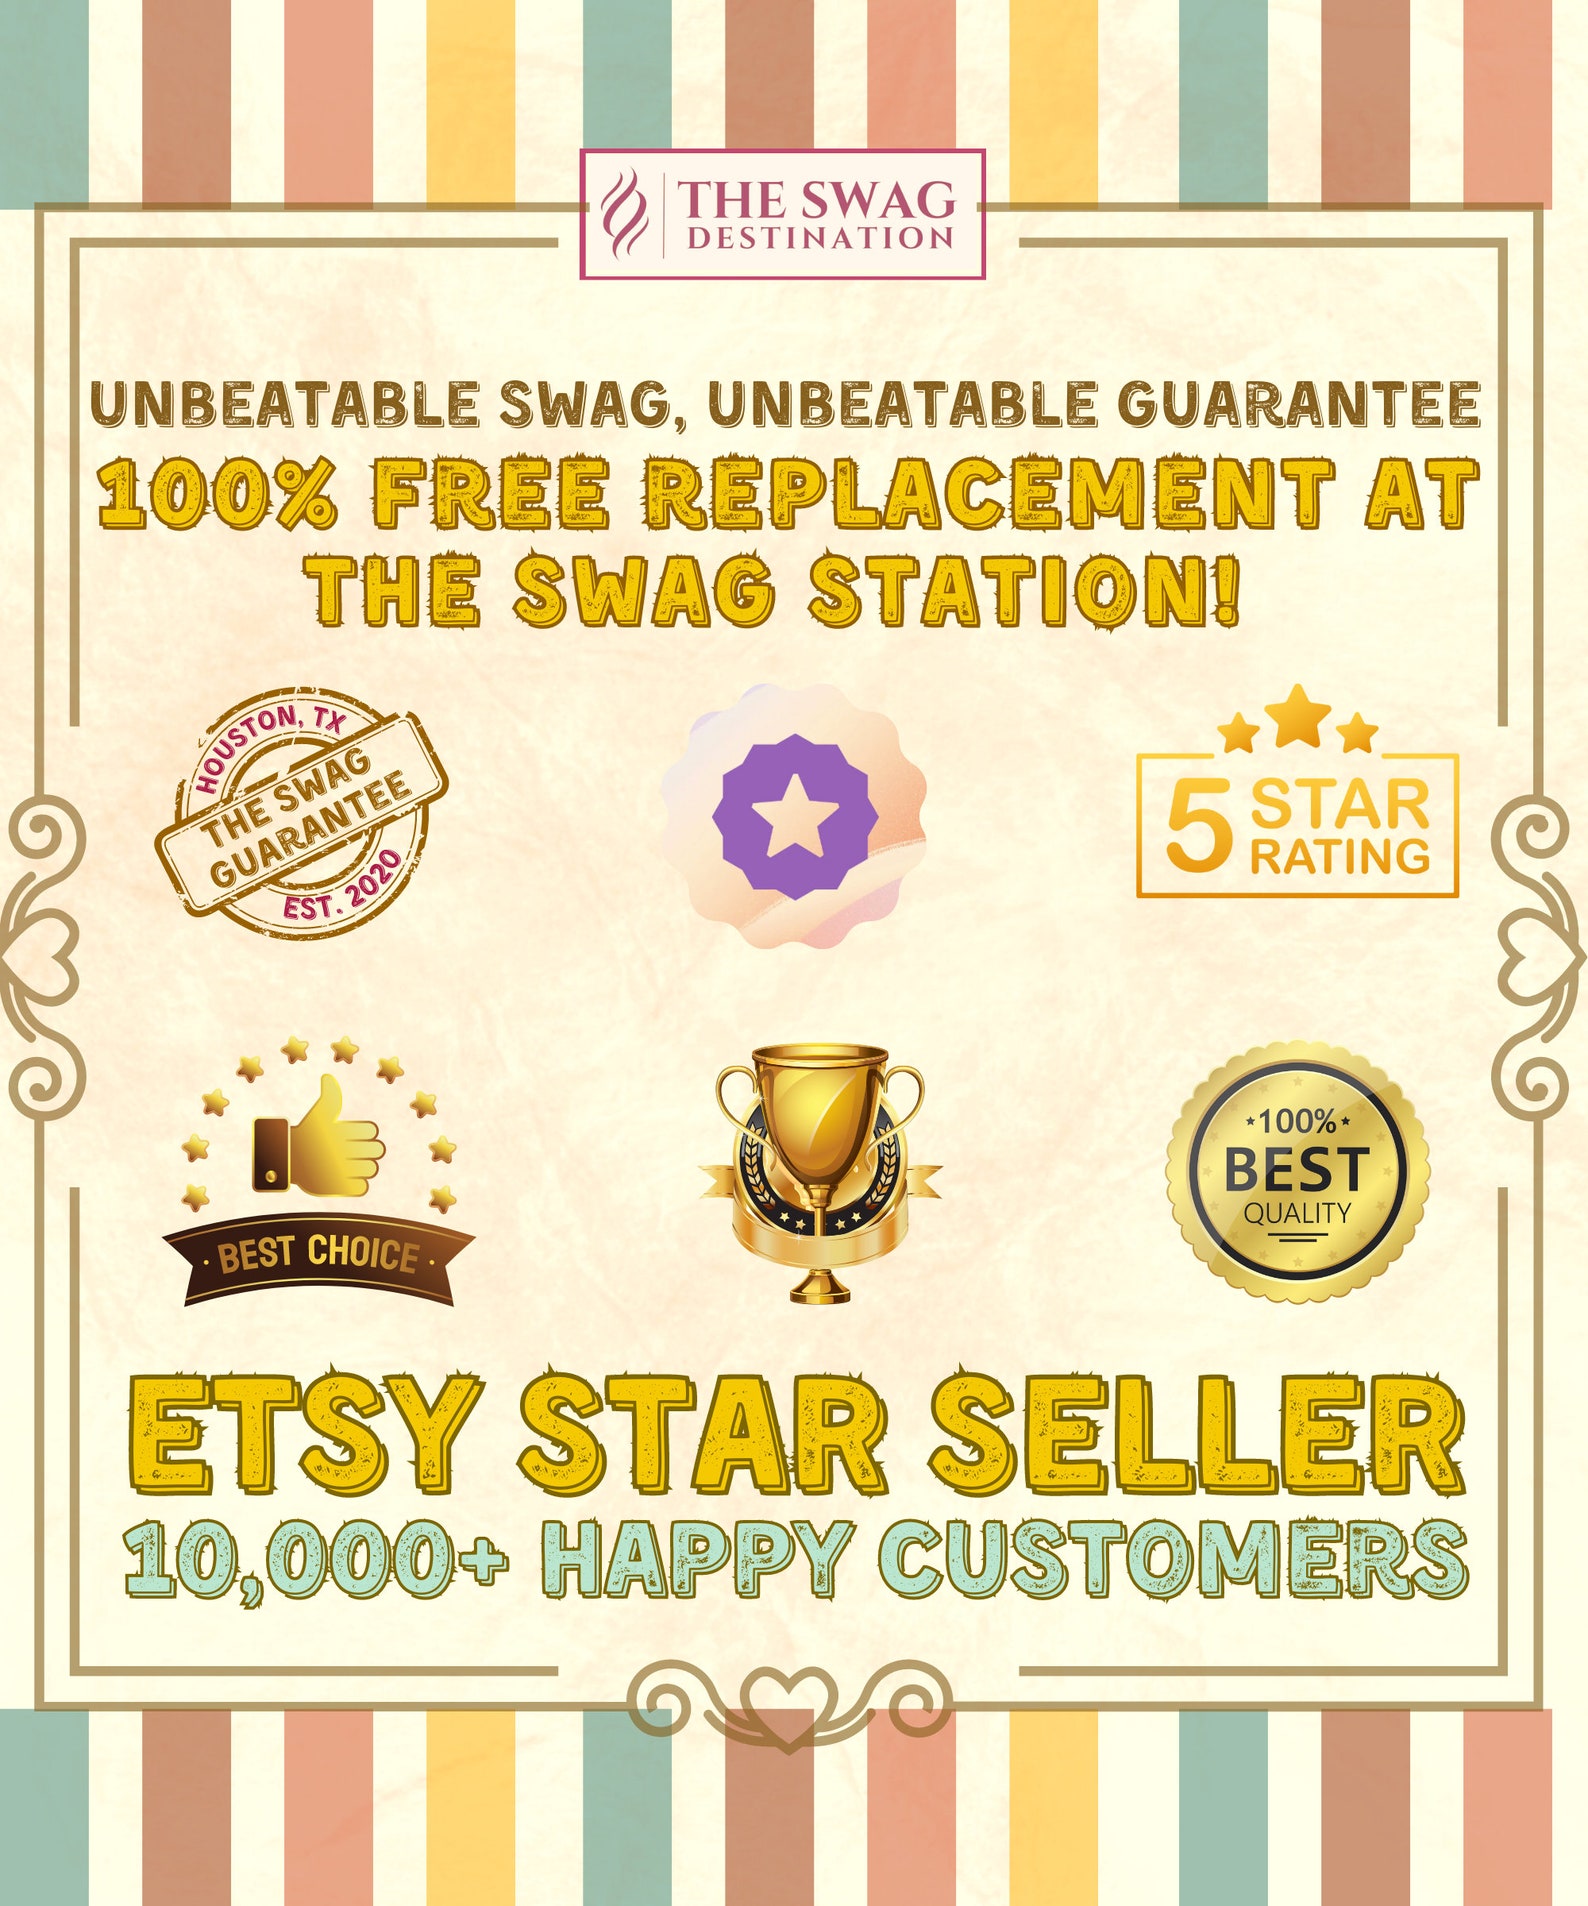 THE SWAG
DESTINATION
UNBEATABLE SWAG, UNBEATABLE GUARANTEE
100% FREE REPLACEMENT AT
THE SWAG STATION!
HOUSTON, TX
THE SWAG
GUARANTEE
EST. 2020
5 STAR
RATING
BEST CHOICE
100%
BEST
QUALITY
ETSY STAR SELLER
10,000+ HAPPY CUSTOMERS